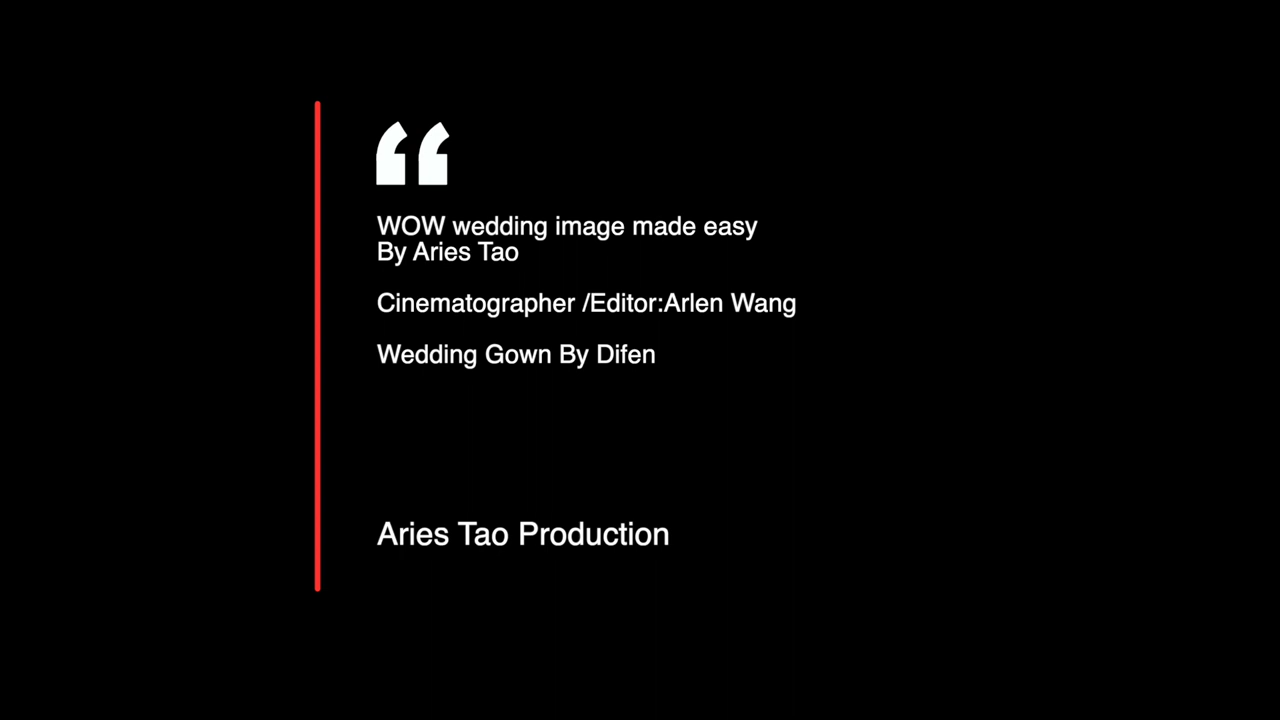 “
WOW wedding image made easy
By Aries Tao
Cinematographer /Editor:Arlen Wang
Wedding Gown By Difen
Aries Tao Production